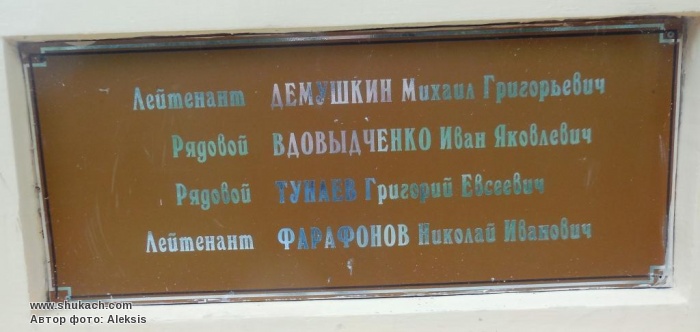 Лейтенант ДЕМУШКИН Михаил Григорьевич
Рядовой ВДОВЫДЧЕНКО Иван Яковлевич
Рядовой ТУНАЕВ Григорий Евсеевич
Лейтенант ФАРАФОНОВ Николай Иванович
www.shukach.com
Автор фото: Aleksis